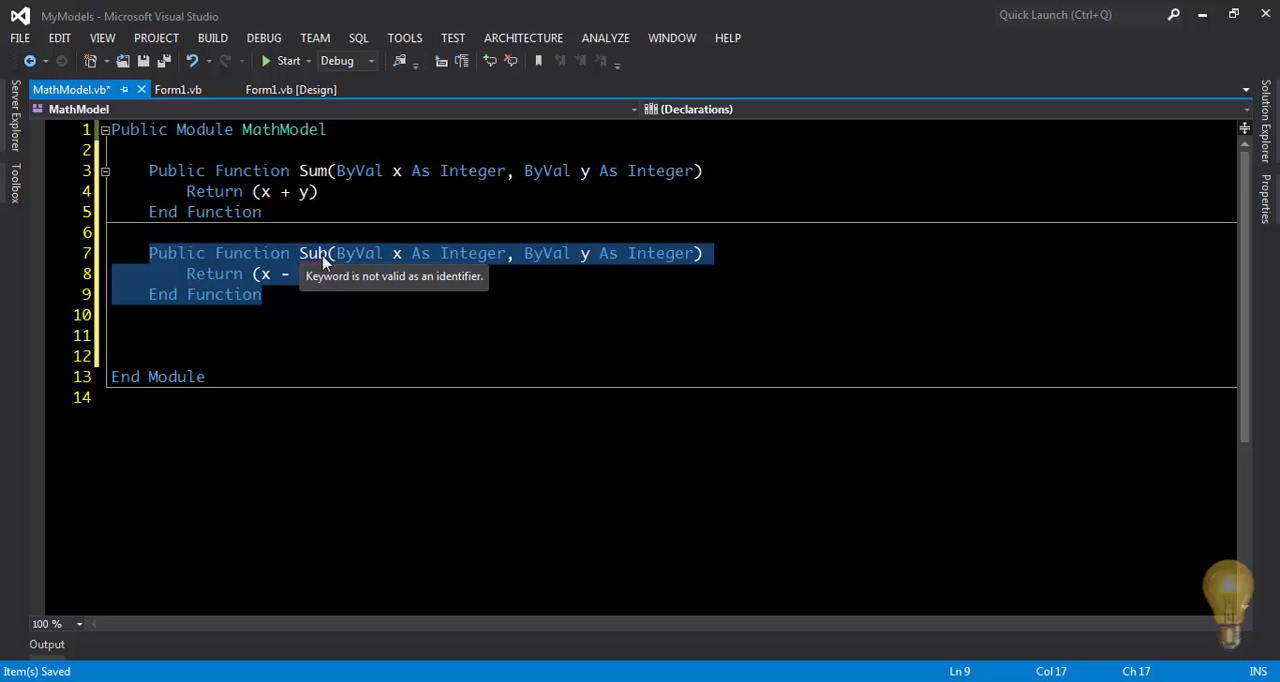 MyModels - Microsoft Visual Studio
Quick Launch (Ctrl+Q)
FILE EDIT VIEW PROJECT BUILD DEBUG TEAM SQL TOOLS TEST ARCHITECTURE ANALYZE WINDOW HELP
Start Debug
MathModel.vb* Form1.vb Form1.vb [Design]
MathModel (Declarations)
Server Explorer
Toolbox
Solution Explorer
Properties
1 Public Module MathModel
2
3 Public Function Sum(ByVal x As Integer, ByVal y As Integer)
4 Return (x + y)
5 End Function
6
7 Public Function Sub(ByVal x As Integer, ByVal y As Integer)
8 Return (x -
Keyword is not valid as an identifier.
9 End Function
10
11
12
13 End Module
14
100 %
Output
Item(s) Saved Ln 9 Col 17 Ch 17 INS